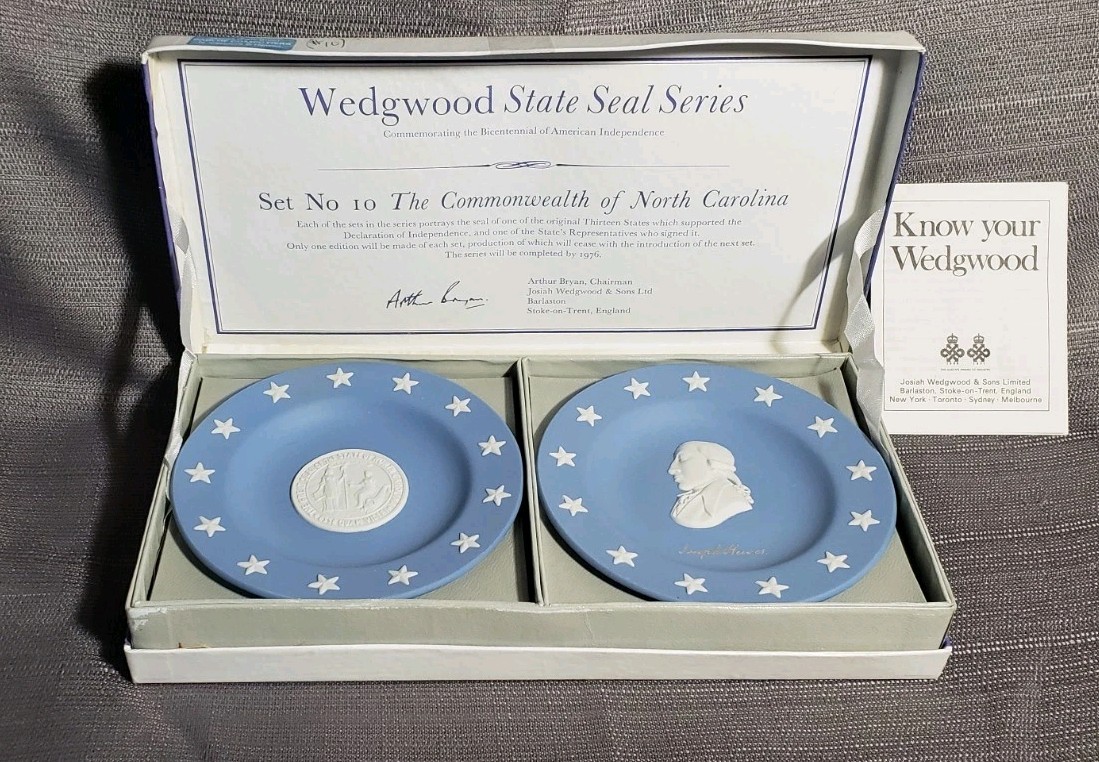 Wedgwood State Seal Series
Commemorating the Bicentennial of American Independence
Set No 10 The Commonwealth of North Carolina
Each of the sets in the series portrays the seal of one of the original Thirteen States which supported the
Declaration of Independence, and one of the State's Representatives who signed it.
Only one edition will be made of each set, production of which will cease with the introduction of the next set.
The series will be completed by 1976.
Arthur Bryan
Arthur Bryan, Chairman
Josiah Wedgwood & Sons Ltd
Barlaston
Stoke-on-Trent, England
Know your
Wedgwood
Josiah Wedgwood & Sons Limited
Barlaston, Stoke-on-Trent, England
New York · Toronto · Sydney · Melbourne
Joseph Hewes